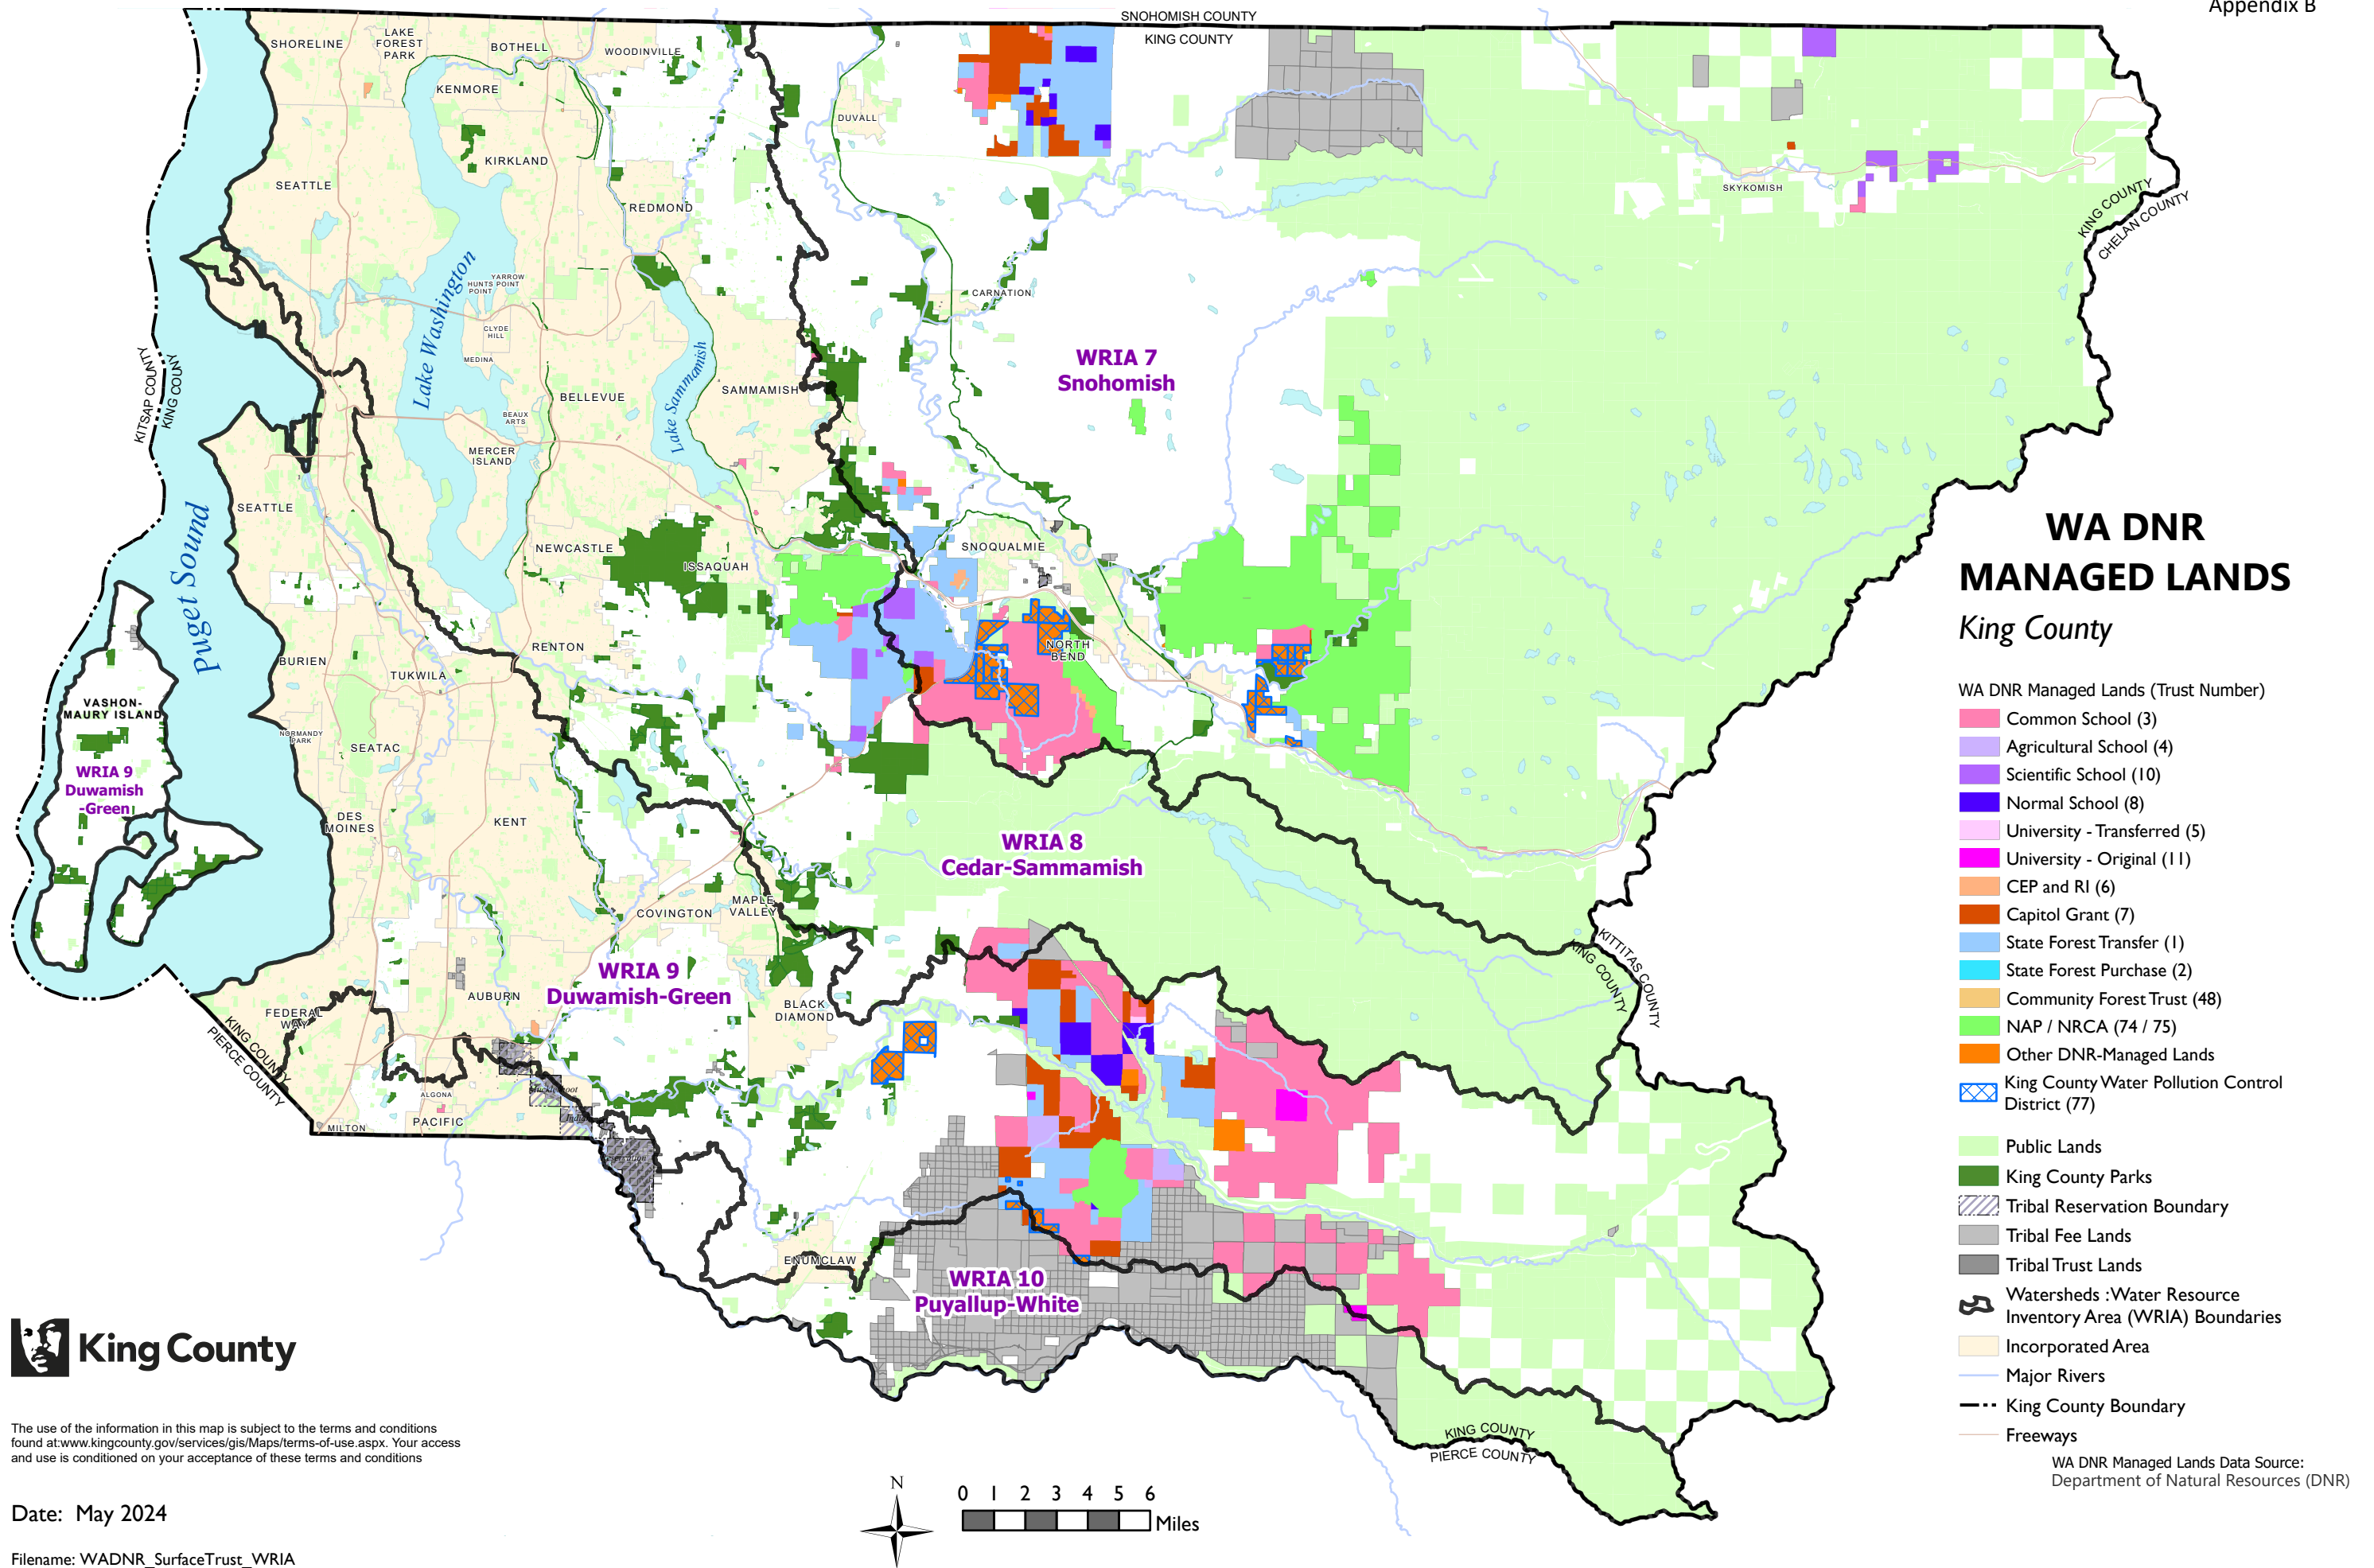 Appendix B
SNOHOMISH COUNTY
KING COUNTY
SHORELINE
LAKE
FOREST
PARK
BOTHELL
WOODINVILLE
KENMORE
DUVALL
KIRKLAND
SEATTLE
REDMOND
SKYKOMISH
KING COUNTY
CHELAN COUNTY
Lake Washington
YARROW
POINT
HUNTS
POINT
CARNATION
CLYDE
HILL
MEDINA
KITSAP COUNTY
KING COUNY
Lake Sammamish
WRIA 7
Snohomish
SAMMAMISH
BELLEVUE
BEAUX
ARTS
MERCER
ISLAND
SEATTLE
Puget Sound
NEWCASTLE
ISSAQUAH
SNOQUALMIE
RENTON
NORTH
BEND
BURIEN
TUKWILA
VASHON-
MAURY ISLAND
NORMANDY
PARK
SEATAC
WRIA 9
Duwamish
-Green
DES
MOINES
KENT
WRIA 8
Cedar-Sammamish
MAPLE
VALLEY
COVINGTON
KITTITAS COUNTY
KING COUNTY
WRIA 9
Duwamish-Green
AUBURN
BLACK
DIAMOND
FEDERAL
WAY
KING COUNTY
PIERCE COUNTY
ALGONA
MILTON
PACIFIC
ENUMCLAW
WRIA 10
Puyallup-White
KING COUNTY
PIERCE COUNTY
WA DNR
MANAGED LANDS
King County
WA DNR Managed Lands (Trust Number)
Common School (3)
Agricultural School (4)
Scientific School (10)
Normal School (8)
University - Transferred (5)
University - Original (11)
CEP and RI (6)
Capitol Grant (7)
State Forest Transfer (1)
State Forest Purchase (2)
Community Forest Trust (48)
NAP / NRCA (74 / 75)
Other DNR-Managed Lands
King County Water Pollution Control
District (77)
Public Lands
King County Parks
Tribal Reservation Boundary
Tribal Fee Lands
Tribal Trust Lands
Watersheds : Water Resource
Inventory Area (WRIA) Boundaries
Incorporated Area
Major Rivers
King County Boundary
Freeways
WA DNR Managed Lands Data Source:
Department of Natural Resources (DNR)
King County
The use of the information in this map is subject to the terms and conditions
found at:www.kingcounty.gov/services/gis/Maps/terms-of-use.aspx. Your access
and use is conditioned on your acceptance of these terms and conditions
Date: May 2024
Filename: WADNR_SurfaceTrust_WRIA
N
0 1 2 3 4 5 6
Miles